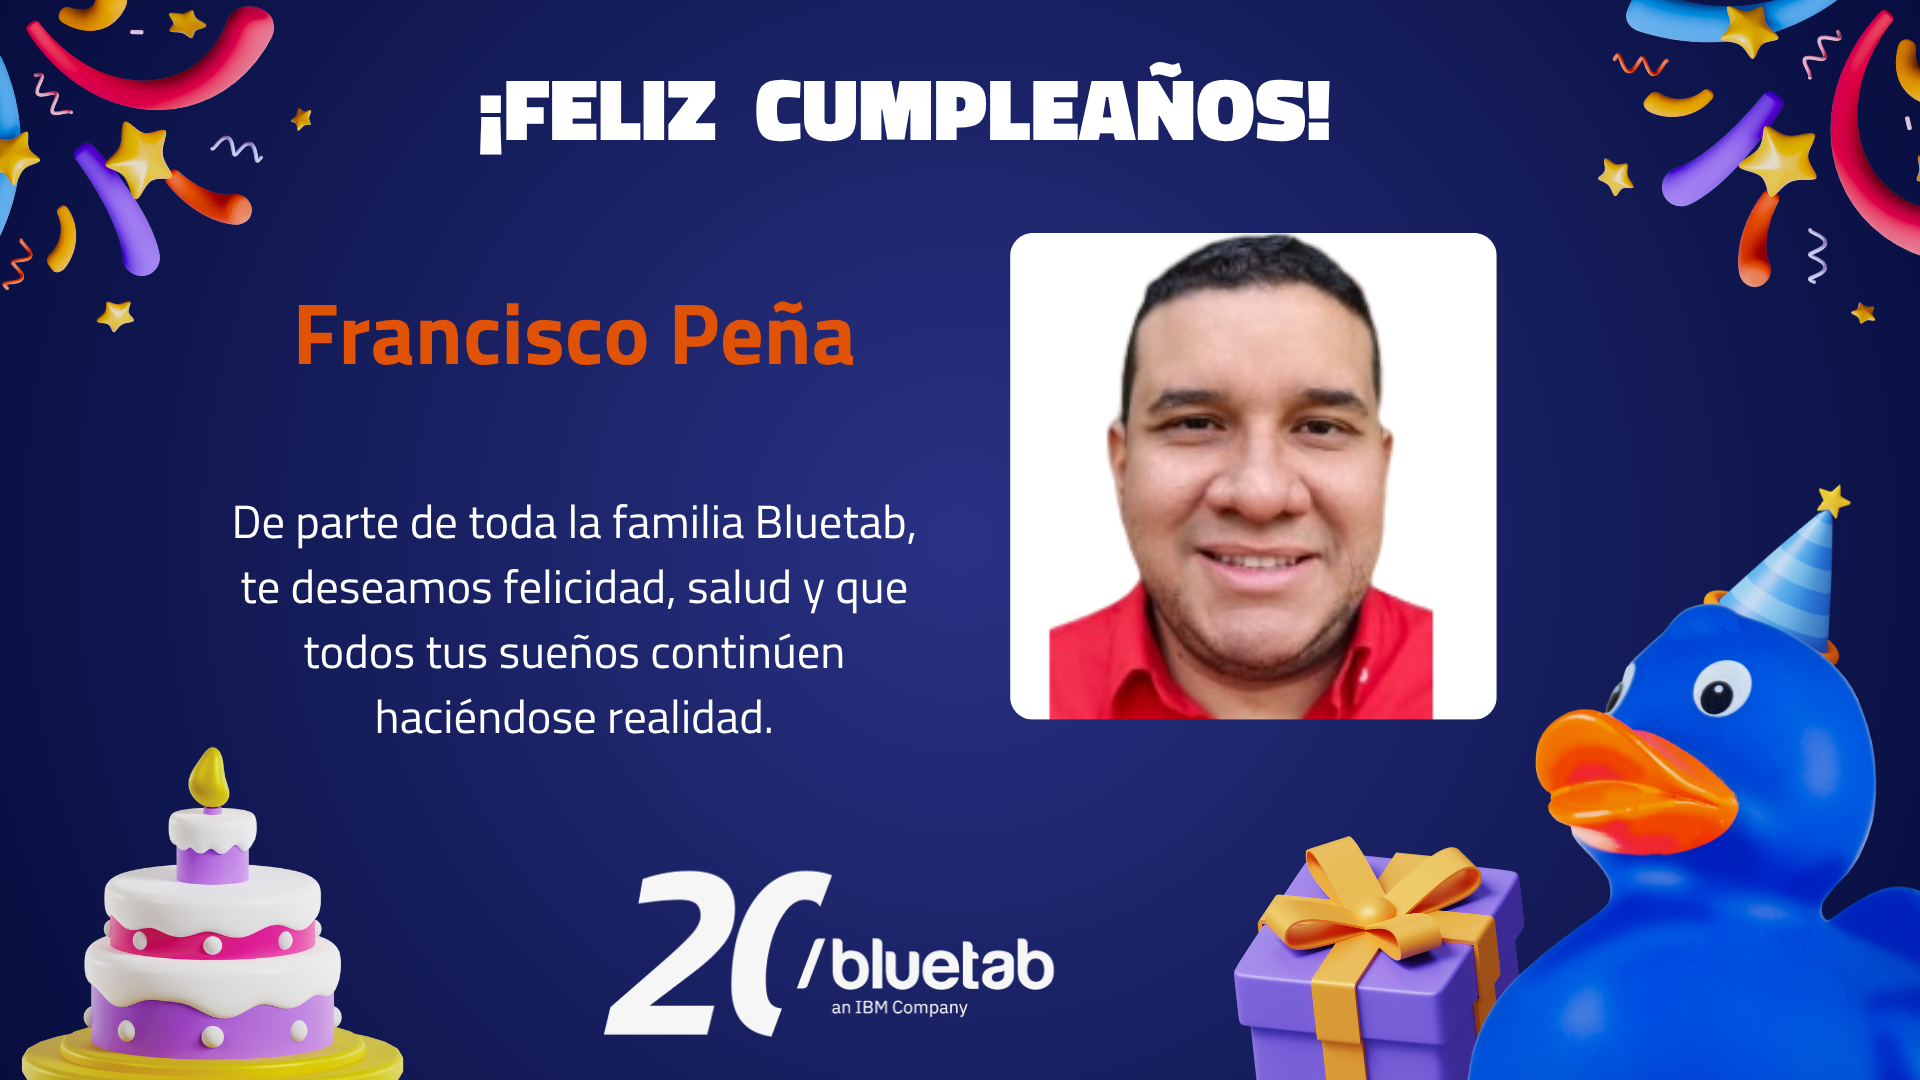 ¡FELIZ CUMPLEAÑOS!
Francisco Peña
De parte de toda la familia Bluetab,
te deseamos felicidad, salud y que
todos tus sueños continúen
haciéndose realidad.
20/bluetab
an IBM Company